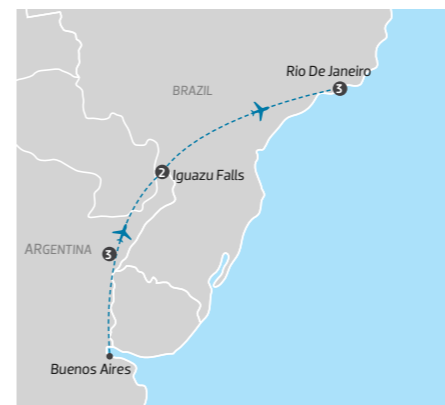 Rio De Janeiro
3
BRAZIL
2
Iguazu Falls
ARGENTINA
3
Buenos Aires